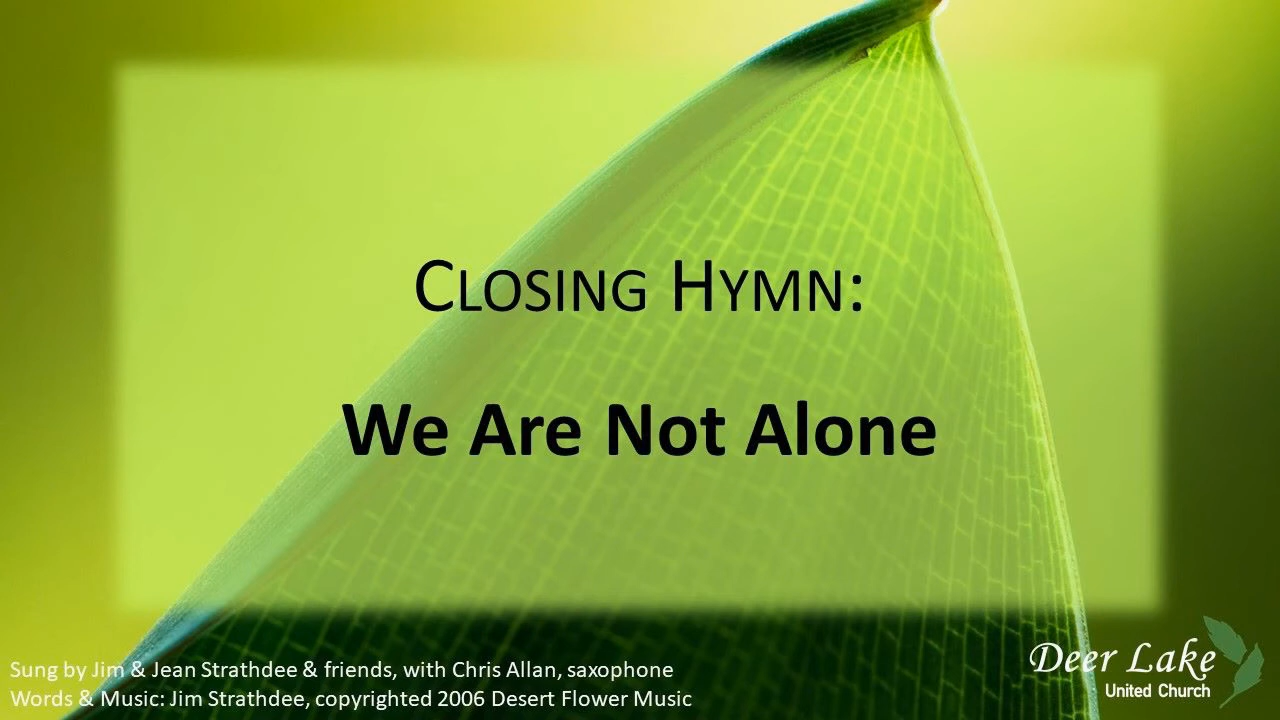 Closing Hymn:
We Are Not Alone
Sung by Jim & Jean Strathdee & friends, with Chris Allan, saxophone
Words & Music: Jim Strathdee, copyrighted 2006 Desert Flower Music
Deer Lake
United Church